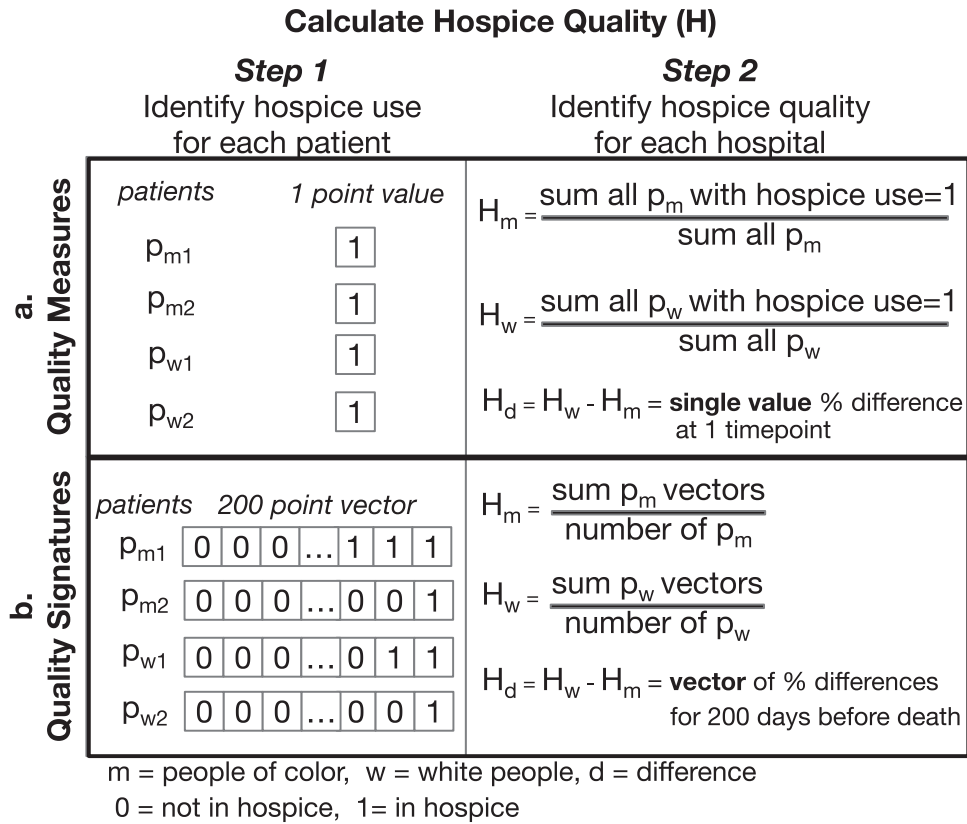 Calculate Hospice Quality (H)
Step 1
Identify hospice use
for each patient
Step 2
Identify hospice quality
for each hospital
a.
Quality Measures
patients 1 point value
pm1 1
pm2 1
pw1 1
pw2 1
Hm = sum all pm with hospice use=1
sum all pm
Hw = sum all pw with hospice use=1
sum all pw
Hd = Hw - Hm = single value % difference
at 1 timepoint
b.
Quality Signatures
patients 200 point vector
pm1 0 0 0 ... 1 1 1
pm2 0 0 0 ... 0 0 1
pw1 0 0 0 ... 0 1 1
pw2 0 0 0 ... 0 0 1
Hm = sum pm vectors
number of pm
Hw = sum pw vectors
number of pw
Hd = Hw - Hm = vector of % differences
for 200 days before death
m = people of color, w = white people, d = difference
0 = not in hospice, 1= in hospice